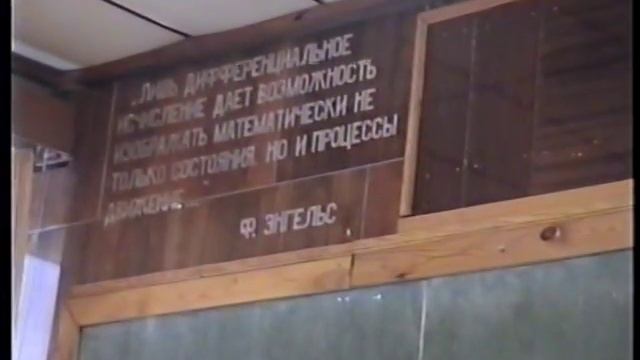 ...ЛИШЬ ДИФФЕРЕНЦИАЛЬНОЕ
ИСЧИСЛЕНИЕ ДАЕТ ВОЗМОЖНОСТЬ
ИЗОБРАЖАТЬ МАТЕМАТИЧЕСКИ НЕ
ТОЛЬКО СОСТОЯНИЯ, НО И ПРОЦЕССЫ
ДВИЖЕНИЕ...
Ф. ЭНГЕЛЬС